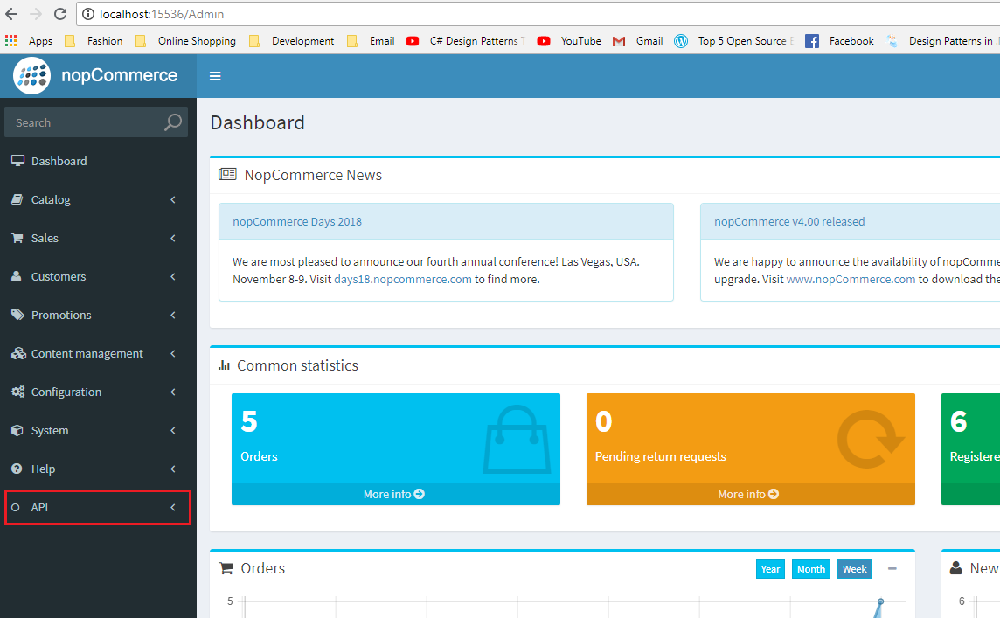 localhost:15536/Admin
Apps Fashion Online Shopping Development Email C# Design Patterns YouTube Gmail Top 5 Open Source Facebook Design Patterns in
nopCommerce
Search
Dashboard
Catalog
Sales
Customers
Promotions
Content management
Configuration
System
Help
API
Dashboard
NopCommerce News
nopCommerce Days 2018
We are most pleased to announce our fourth annual conference! Las Vegas, USA.
November 8-9. Visit days18.nopcommerce.com to find more.
nopCommerce v4.00 released
We are happy to announce the availability of nopComme
upgrade. Visit www.nopCommerce.com to download the
Common statistics
5
Orders
More info
0
Pending return requests
More info
6
Registere
Orders
Year Month Week
5
New
6